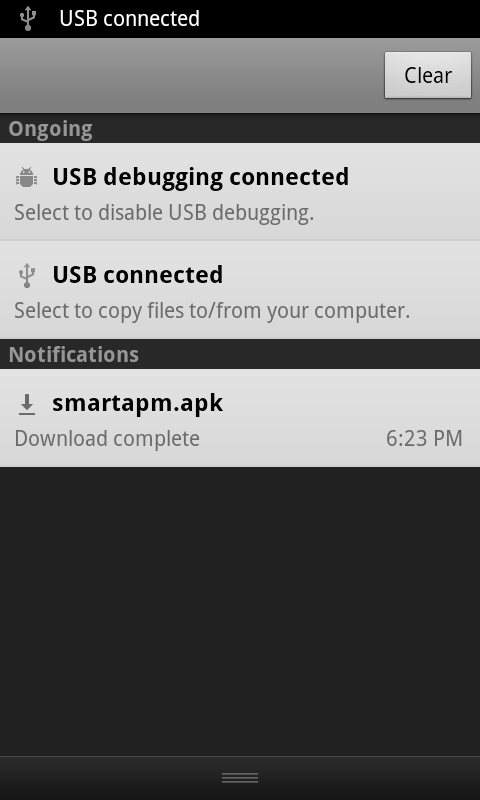 USB connected
Clear
Ongoing
USB debugging connected
Select to disable USB debugging.
USB connected
Select to copy files to/from your computer.
Notifications
smartapm.apk
Download complete 6:23 PM